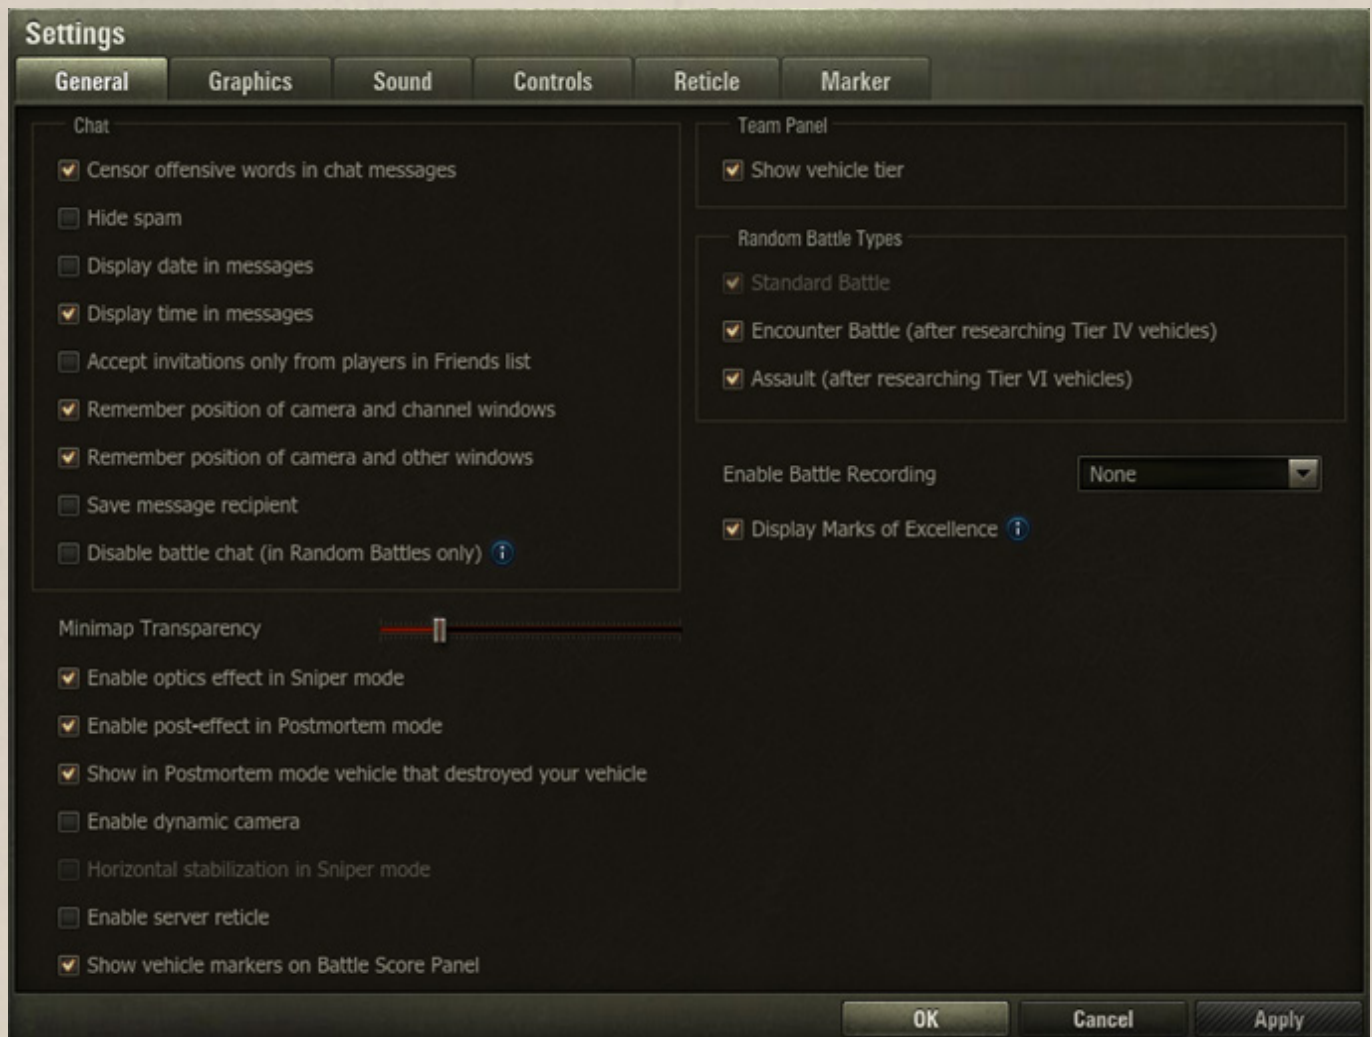 Settings
General Graphics Sound Controls Reticle Marker
Chat
Censor offensive words in chat messages
Hide spam
Display date in messages
Display time in messages
Accept invitations only from players in Friends list
Remember position of camera and channel windows
Remember position of camera and other windows
Save message recipient
Disable battle chat (in Random Battles only)
Minimap Transparency
Enable optics effect in Sniper mode
Enable post-effect in Postmortem mode
Show in Postmortem mode vehicle that destroyed your vehicle
Enable dynamic camera
Horizontal stabilization in Sniper mode
Enable server reticle
Show vehicle markers on Battle Score Panel
Team Panel
Show vehicle tier
Random Battle Types
Standard Battle
Encounter Battle (after researching Tier IV vehicles)
Assault (after researching Tier VI vehicles)
Enable Battle Recording None
Display Marks of Excellence
OK Cancel Apply